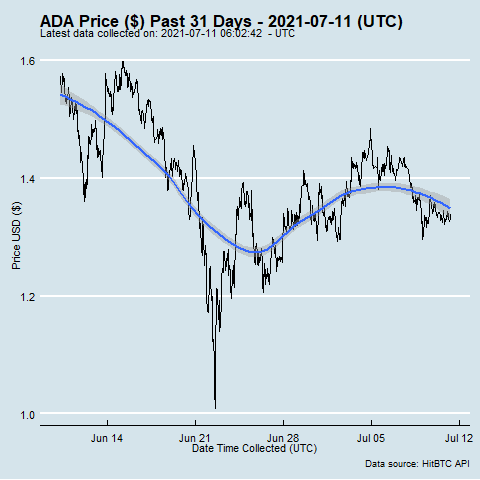 ADA Price ($) Past 31 Days - 2021-07-11 (UTC)
Latest data collected on: 2021-07-11 06:02:42 - UTC
Price USD ($)
1.6
1.4
1.2
1.0
Jun 14 Jun 21 Jun 28 Jul 05 Jul 12
Date Time Collected (UTC)
Data source: HitBTC API